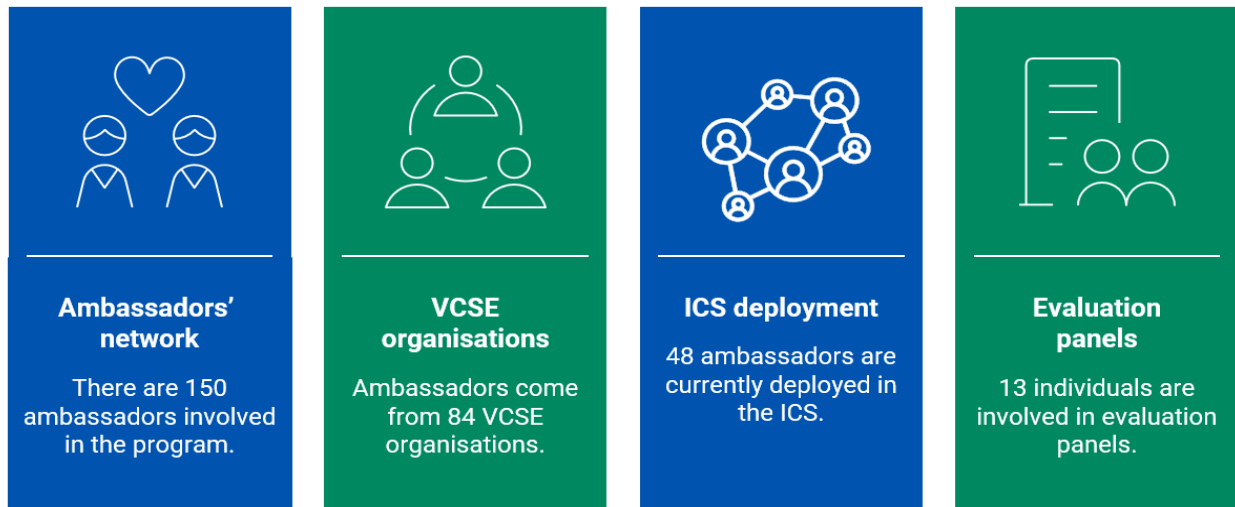 Ambassadors’
network
There are 150
ambassadors involved
in the program.
VCSE
organisations
Ambassadors come
from 84 VCSE
organisations.
ICS deployment
48 ambassadors are
currently deployed in
the ICS.
Evaluation
panels
13 individuals are
involved in evaluation
panels.